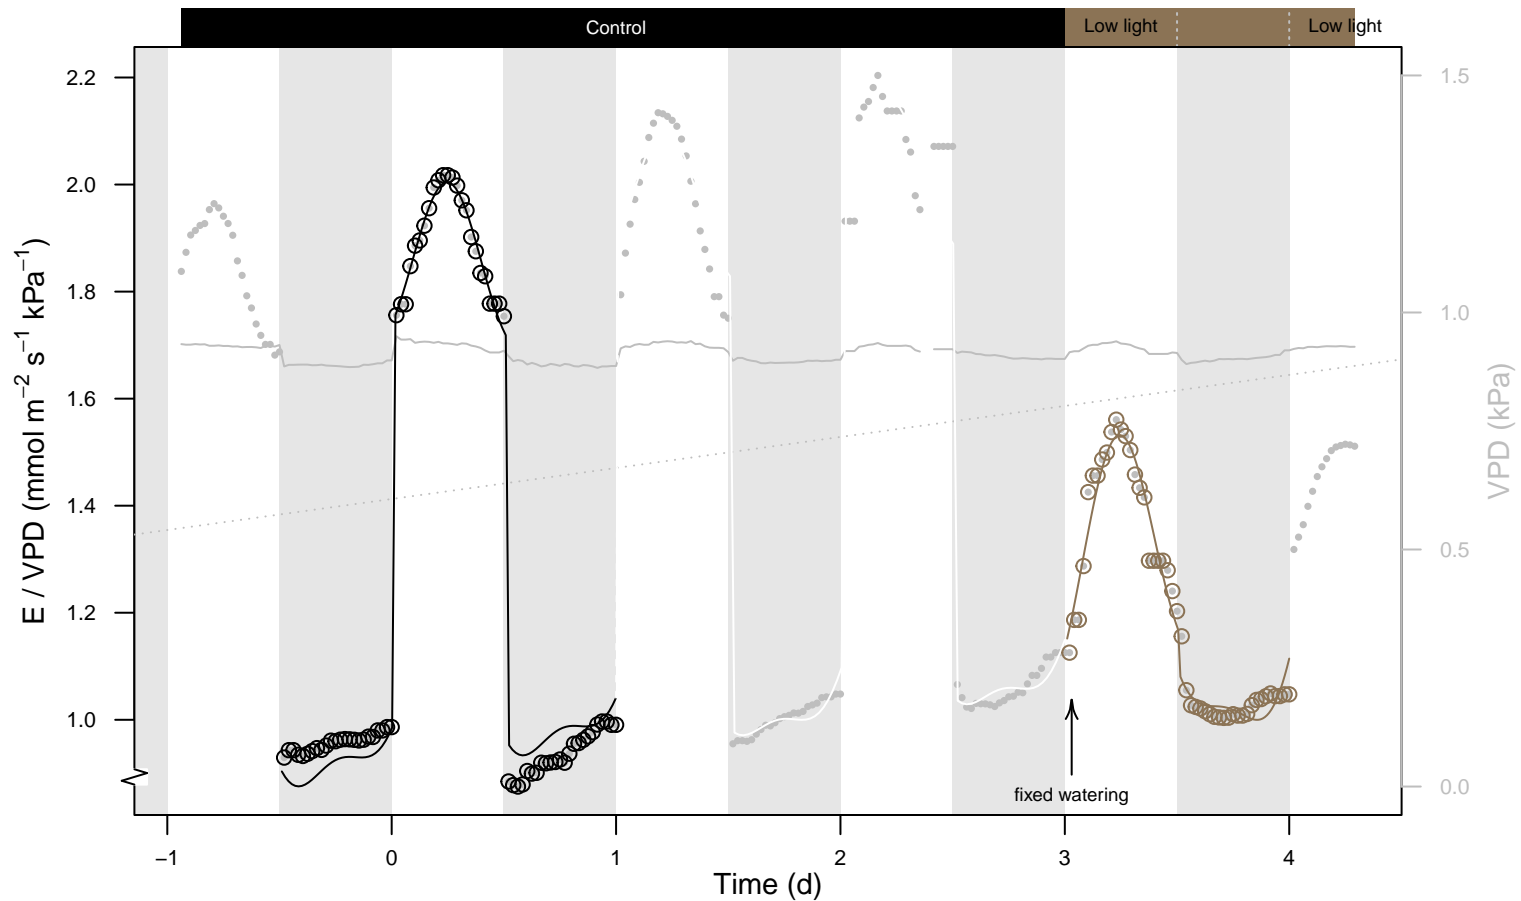 Control
Low light
Low light
2.2
2.0
1.8
1.6
1.4
1.2
1.0
E / VPD (mmol m−2 s−1 kPa−1)
1.5
1.0
0.5
0.0
VPD (kPa)
fixed watering
−1 0 1 2 3 4
Time (d)